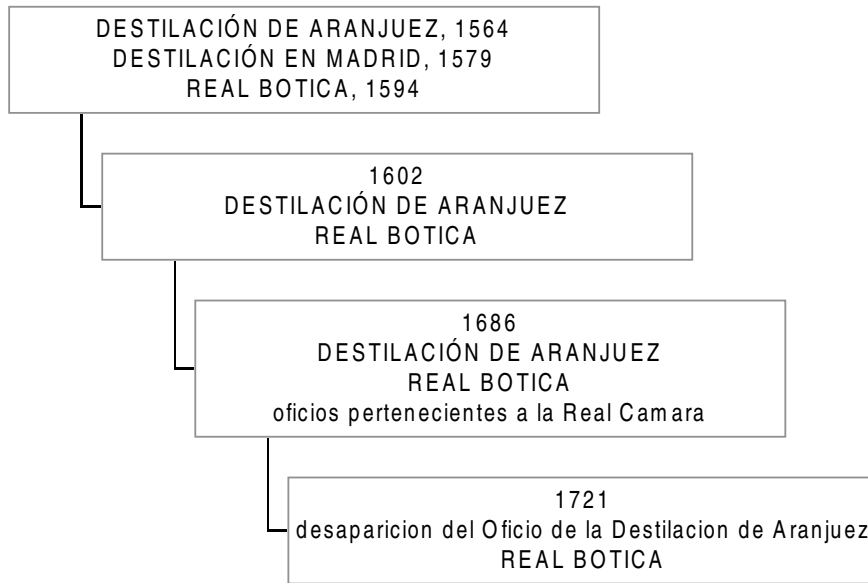 DESTILACIÓN DE ARANJUEZ, 1564
DESTILACIÓN EN MADRID, 1579
REAL BOTICA, 1594
1602
DESTILACIÓN DE ARANJUEZ
REAL BOTICA
1686
DESTILACIÓN DE ARANJUEZ
REAL BOTICA
oficios pertenecientes a la Real Camara
1721
desaparicion del Oficio de la Destilacion de Aranjuez
REAL BOTICA